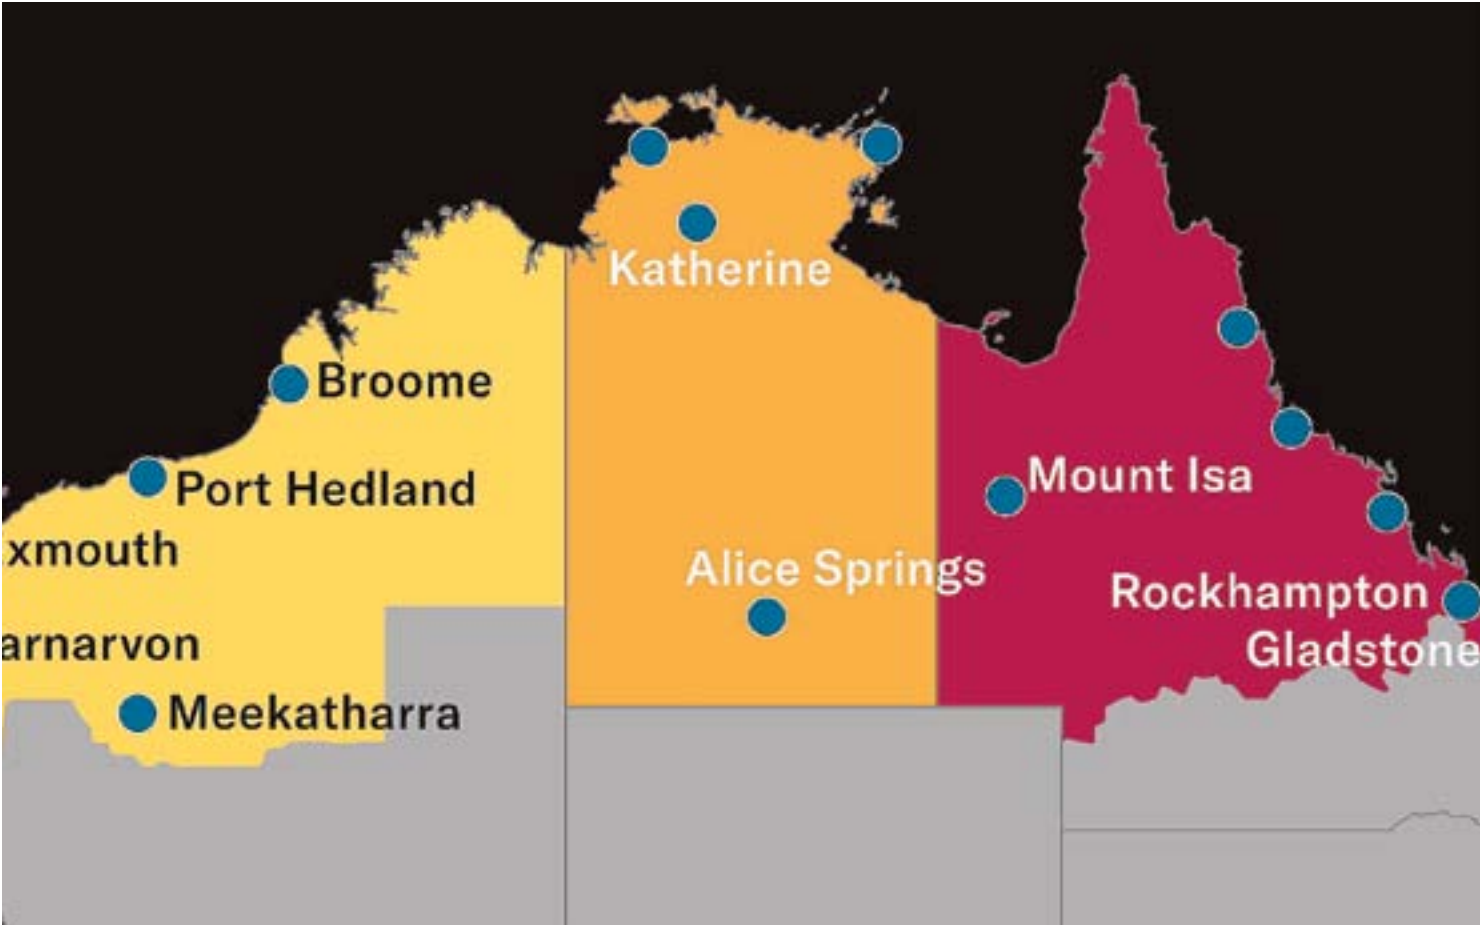 Katherine
Broome
Port Hedland
Mount Isa
xmouth
Alice Springs
Rockhampton
arnarvon
Gladstone
Meekatharra